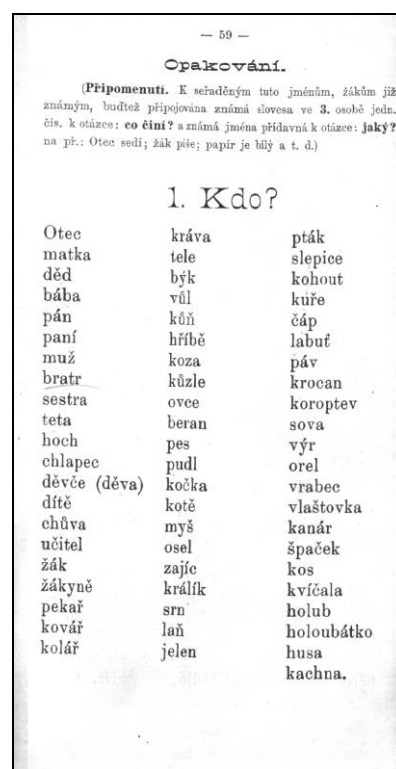 — 59 —
Opakování.
(Připomenutí. K seřaděným tuto jménům, žákům již
známým, buďtež připojována známá slovesa ve 3. osobě jedn.
čís. k otázce: co činí? a známá jména přídavná k otázce: jaký?
na př.: Otec sedí; žák píše; papír je bílý a t. d.)
1. Kdo?
Otec
matka
děd
bába
pán
paní
muž
bratr
sestra
teta
hoch
chlapec
děvče (děva)
dítě
chůva
učitel
žák
žákyně
pekař
kovář
kolář
kráva
tele
býk
vůl
kůň
hříbě
koza
kůzle
ovce
beran
pes
pudl
kočka
kotě
myš
osel
zajíc
králík
srn
laň
jelen
pták
slepice
kohout
kuře
čáp
labuť
páv
krocan
koroptev
sova
výr
orel
vrabec
vlaštovka
kanár
špaček
kos
kvíčala
holub
holoubátko
husa
kachna.